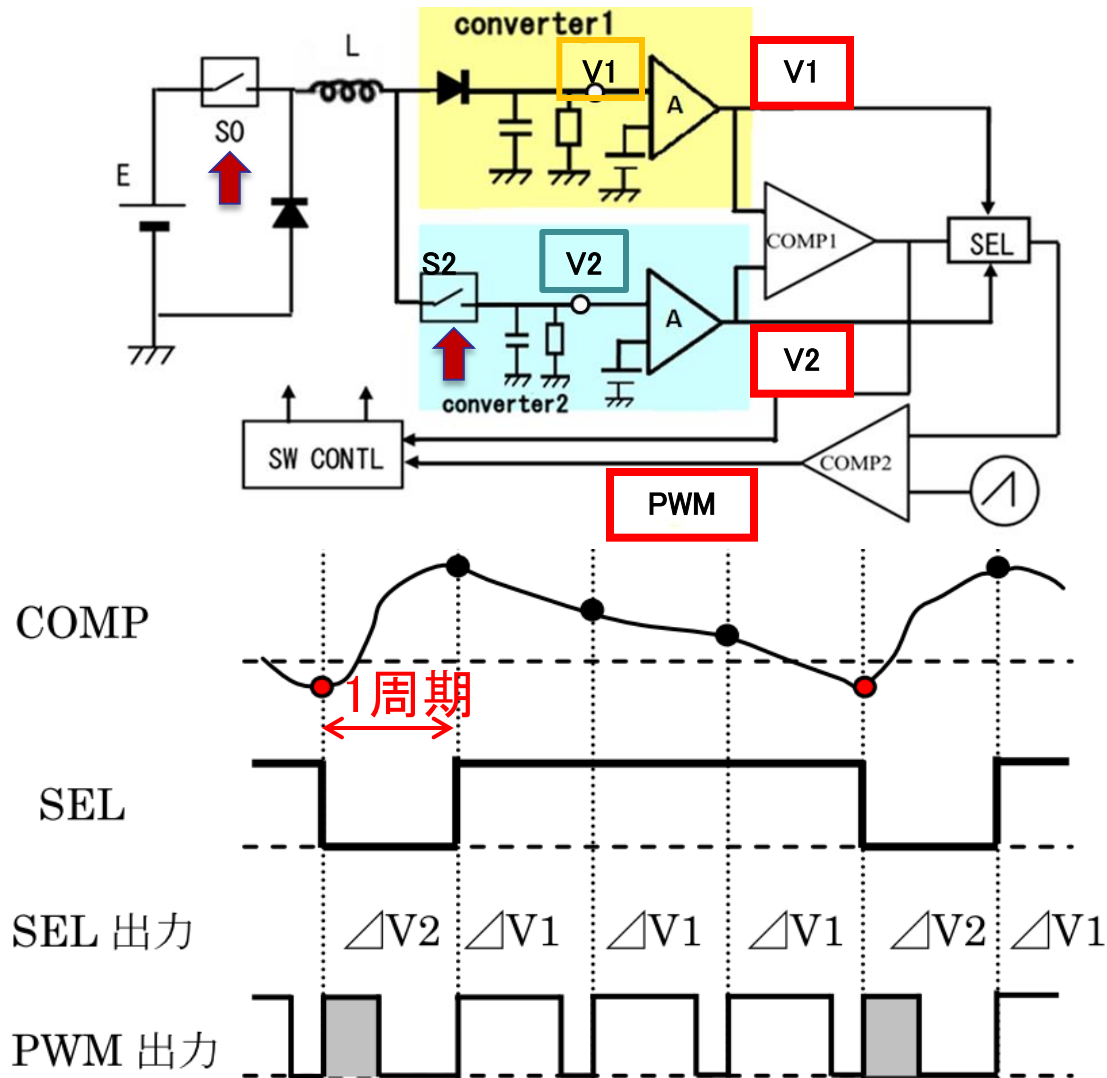 converter1
L
V1
V1
A
S0
E
COMP1
SEL
S2
V2
A
V2
converter2
SW CONTL
COMP2
PWM
COMP
1周期
SEL
SEL 出力
⊿V2
⊿V1
⊿V1
⊿V1
⊿V2
⊿V1
PWM 出力